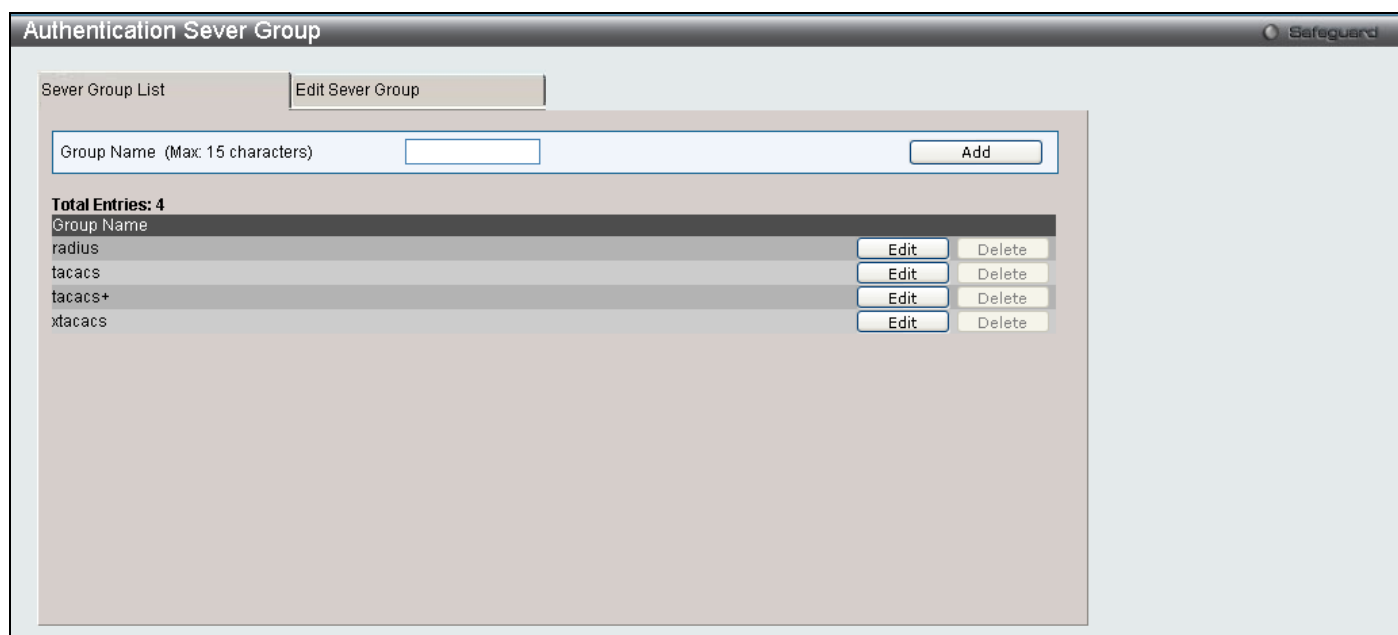 Authentication Sever Group
Safeguard
Sever Group List
Edit Sever Group
Group Name (Max: 15 characters)
Add
Total Entries: 4
Group Name
radius Edit Delete
tacacs Edit Delete
tacacs+ Edit Delete
xtacacs Edit Delete